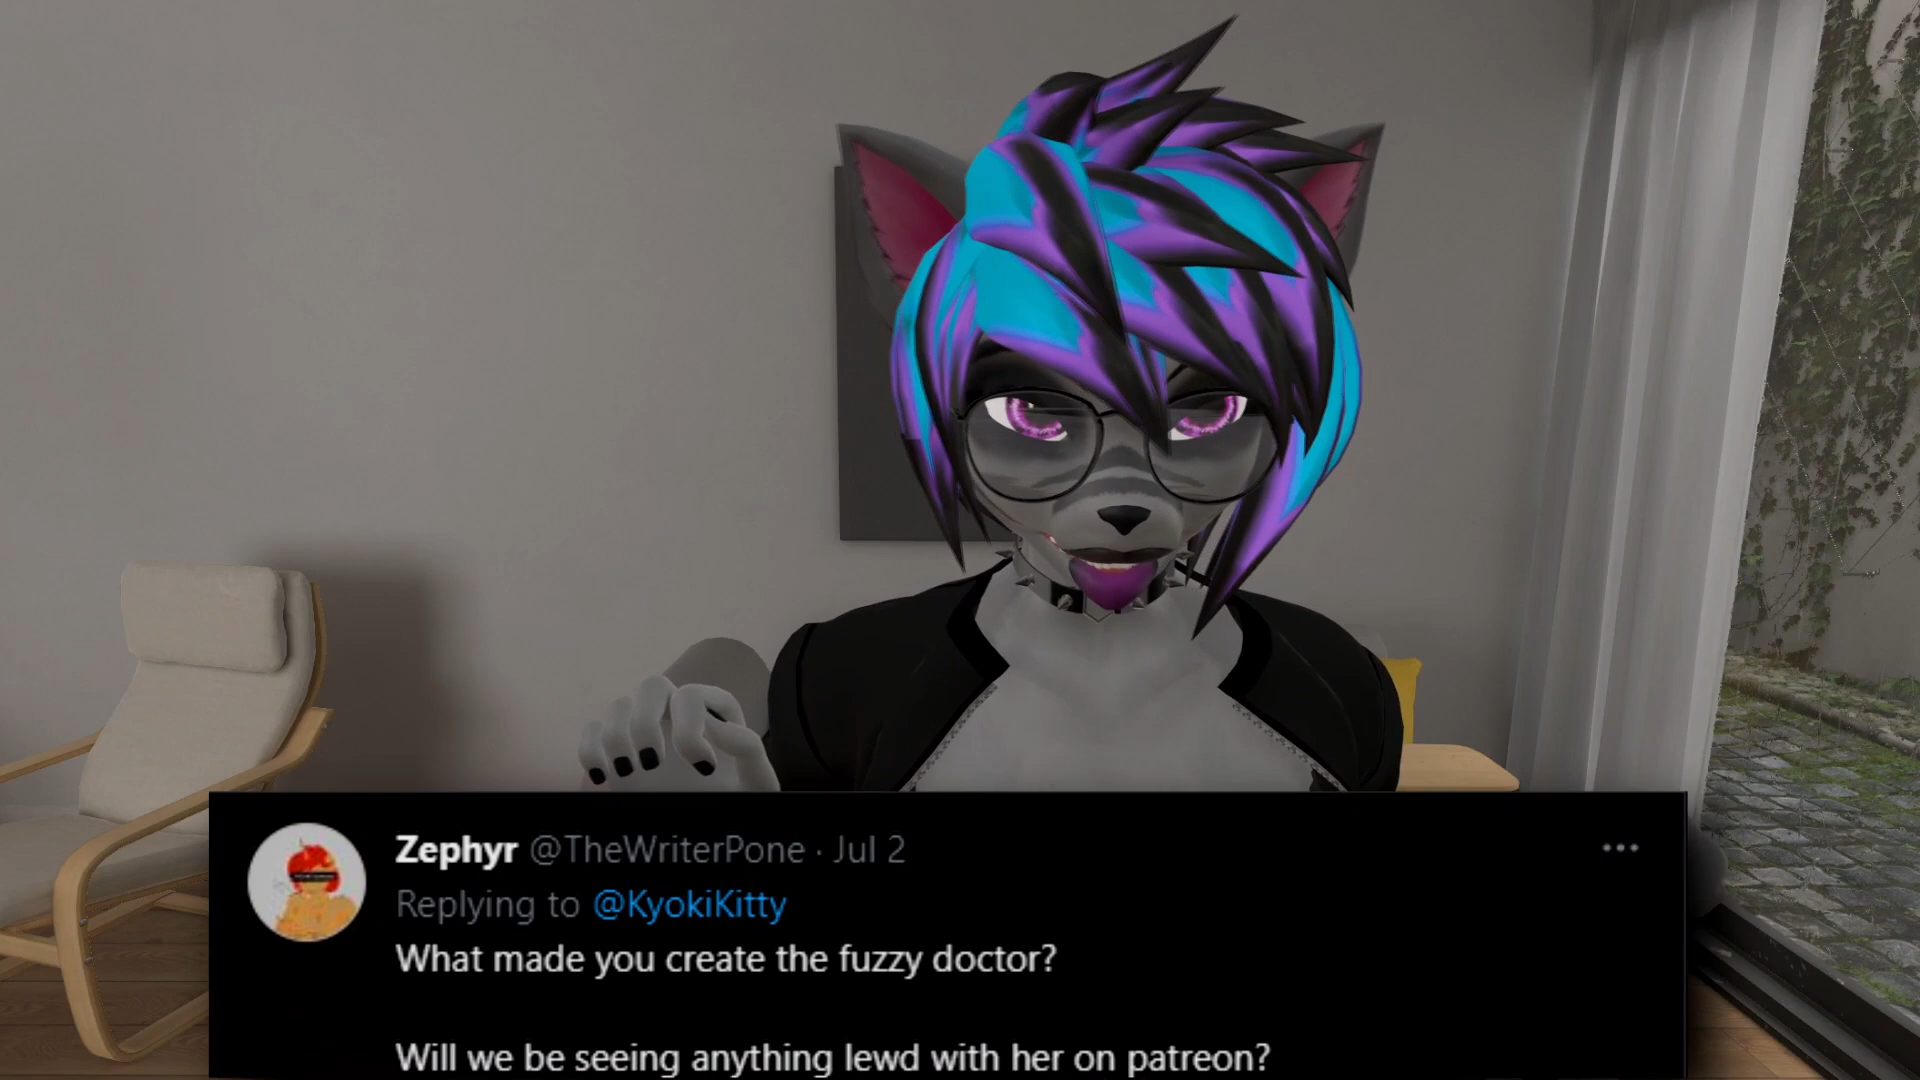 Zephyr @TheWriterPone · Jul 2
Replying to @KyokiKitty
What made you create the fuzzy doctor?
Will we be seeing anything lewd with her on patreon?